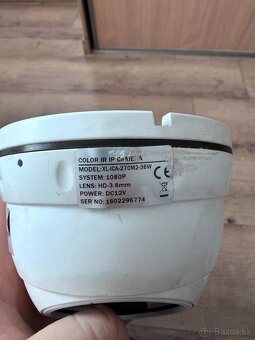 COLOR IR IP CAMERA
MODEL:XL-ICA-270M2-36W
SYSTEM: 1080P
LENS: HD-3.6mm
POWER: DC12V
SER NO: 1602296774
CE
bazos.sk